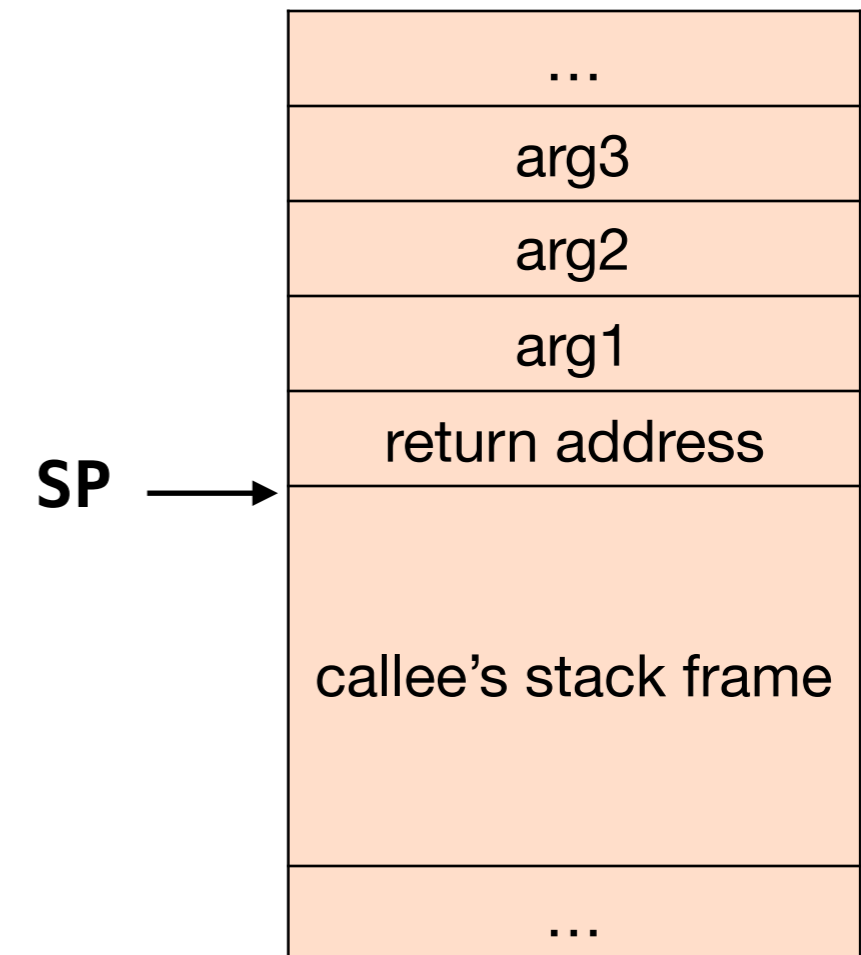 …
arg3
arg2
arg1
return address
SP
callee’s stack frame
…